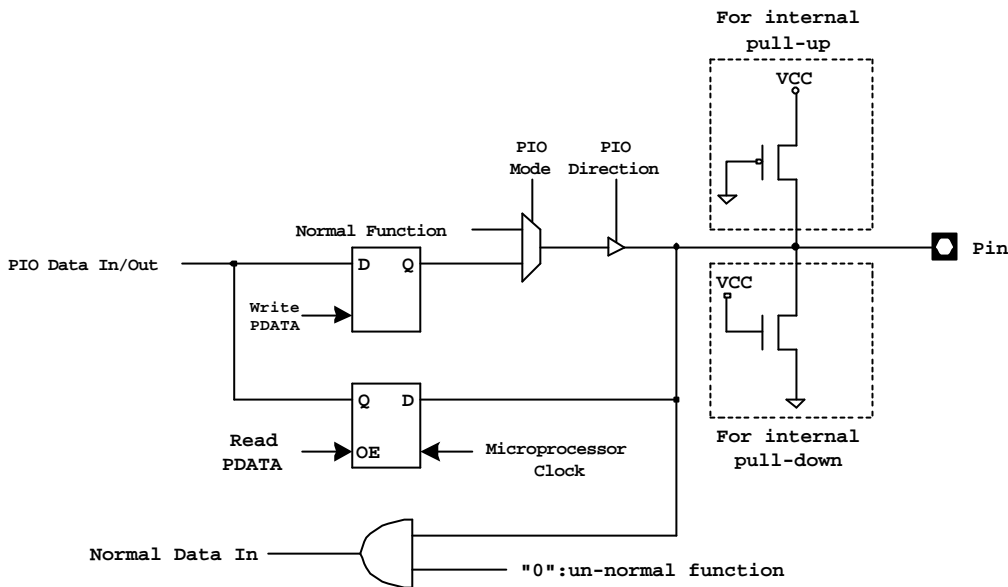 For internal
pull-up
VCC
PIO
Mode
PIO
Direction
Normal Function
PIO Data In/Out
D
Q
Write
PDATA
Pin
VCC
Q
D
Read
PDATA
OE
Microprocessor
Clock
For internal
pull-down
Normal Data In
"0":un-normal function